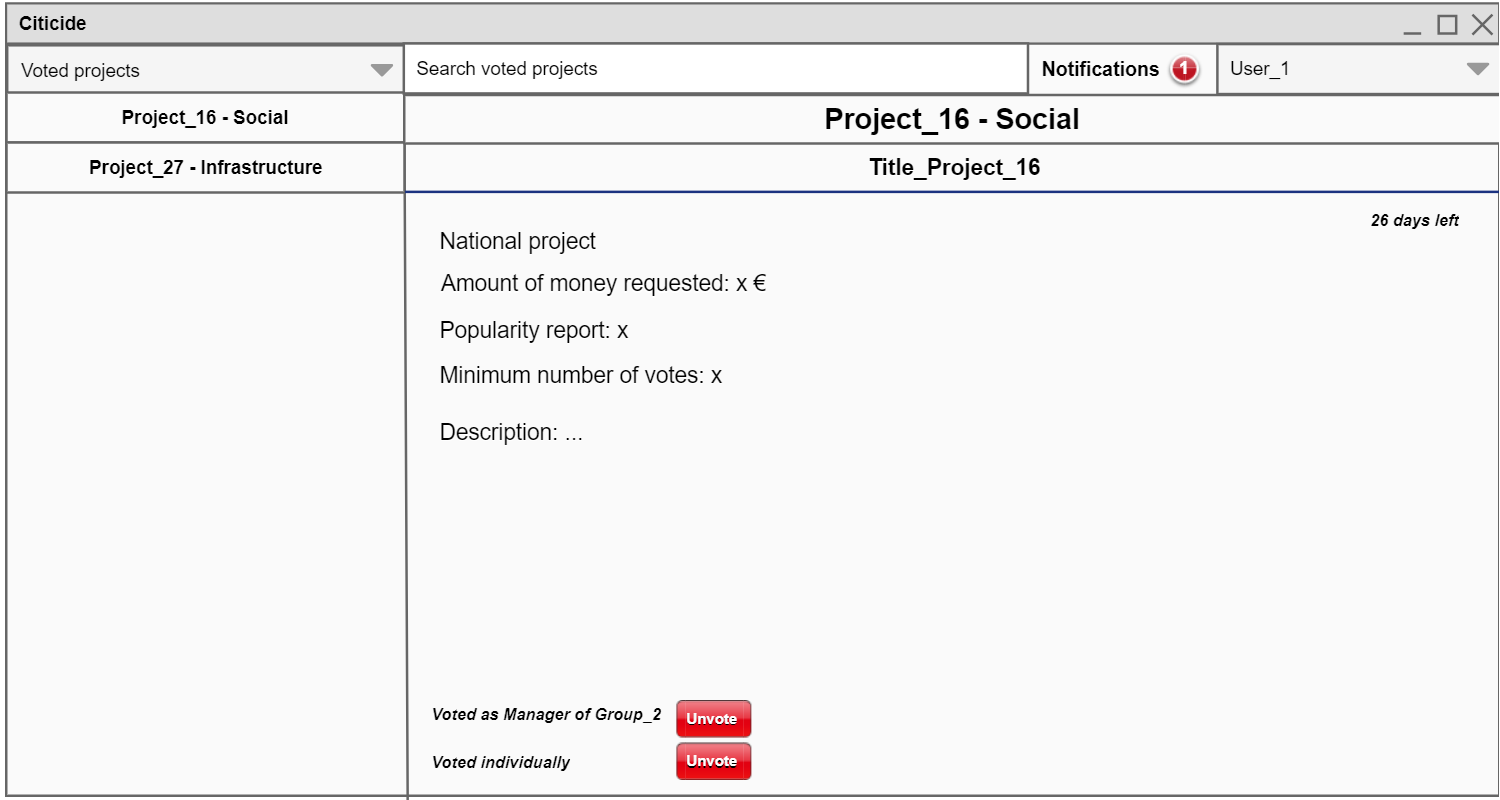 Citicide
Voted projects
Search voted projects
Notifications 1
User_1
Project_16 - Social
Project_27 - Infrastructure
Project_16 - Social
Title_Project_16
26 days left
National project
Amount of money requested: x €
Popularity report: x
Minimum number of votes: x
Description: ...
Voted as Manager of Group_2 Unvote
Voted individually Unvote